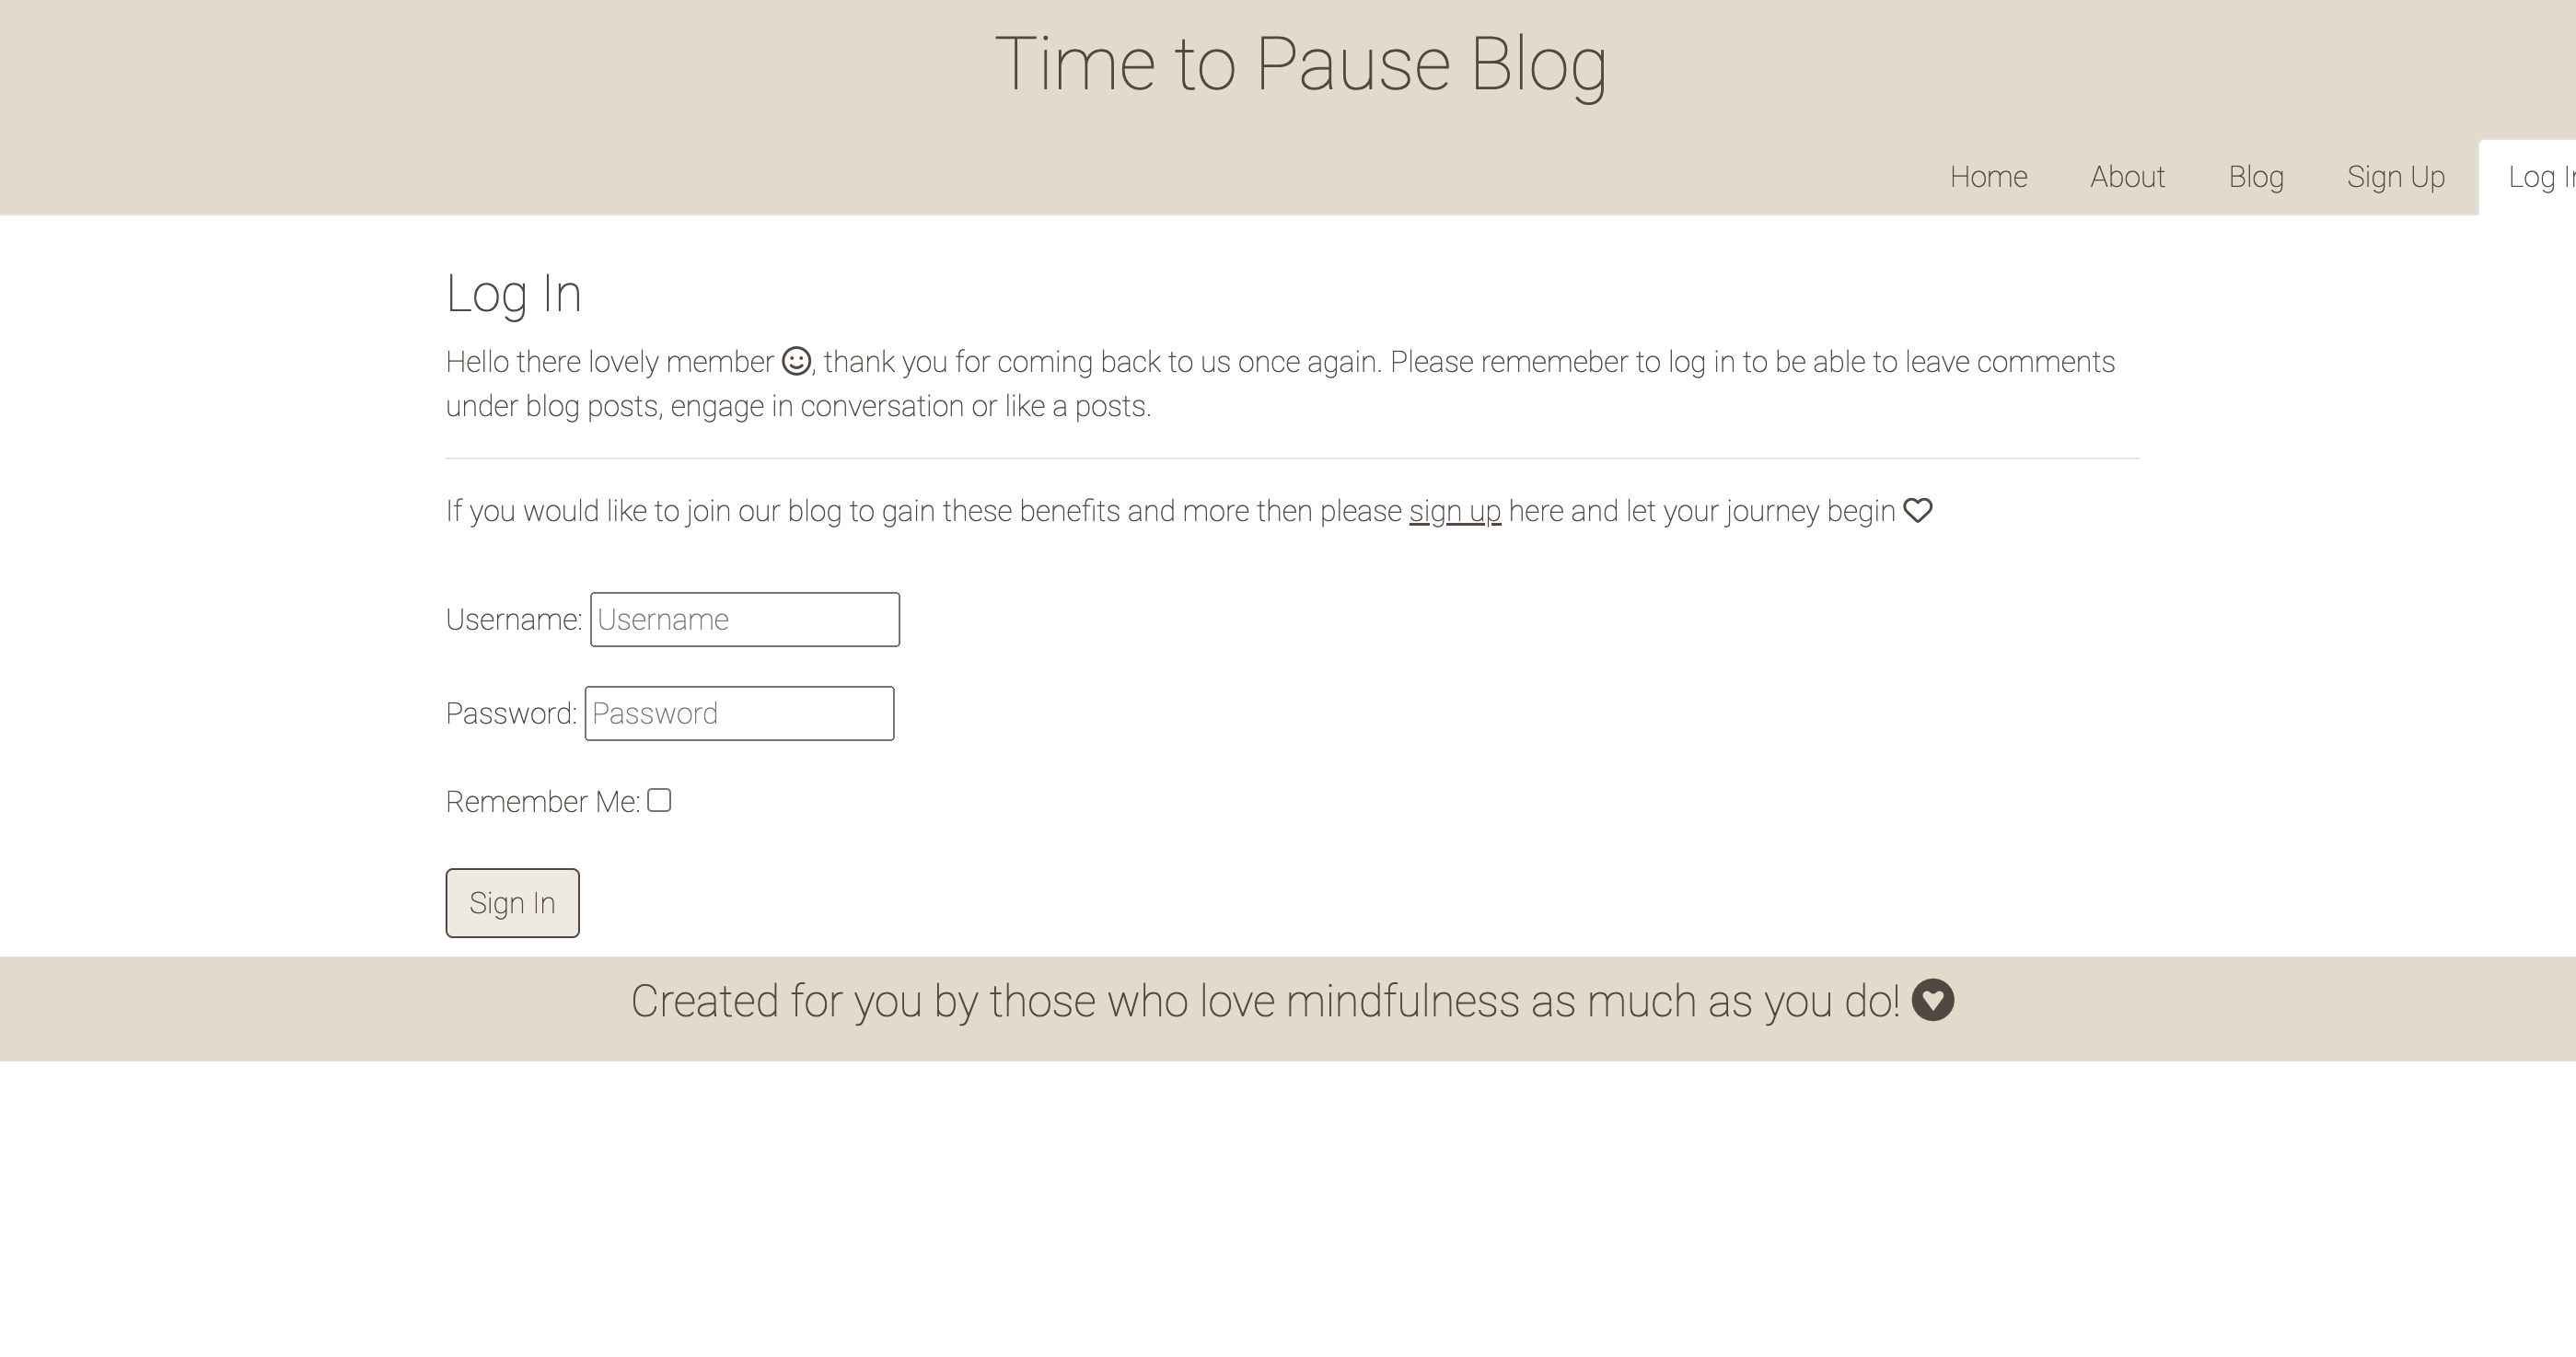 Time to Pause Blog
Home About Blog Sign Up Log In
Log In
Hello there lovely member , thank you for coming back to us once again. Please rememeber to log in to be able to leave comments
under blog posts, engage in conversation or like a posts.
If you would like to join our blog to gain these benefits and more then please sign up here and let your journey begin
Username: Username
Password: Password
Remember Me:
Sign In
Created for you by those who love mindfulness as much as you do!